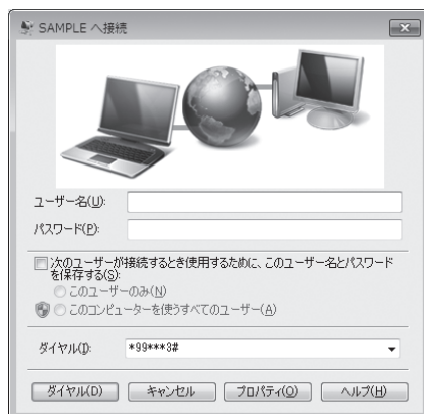 SAMPLE へ接続
ユーザー名(U):
パスワード(P):
次のユーザーが接続するとき使用するために、このユーザー名とパスワード
を保存する(S):
このユーザーのみ(N)
このコンピューターを使うすべてのユーザー(A)
ダイヤル(I):
*99***3#
ダイヤル(D) キャンセル プロパティ(O) ヘルプ(H)